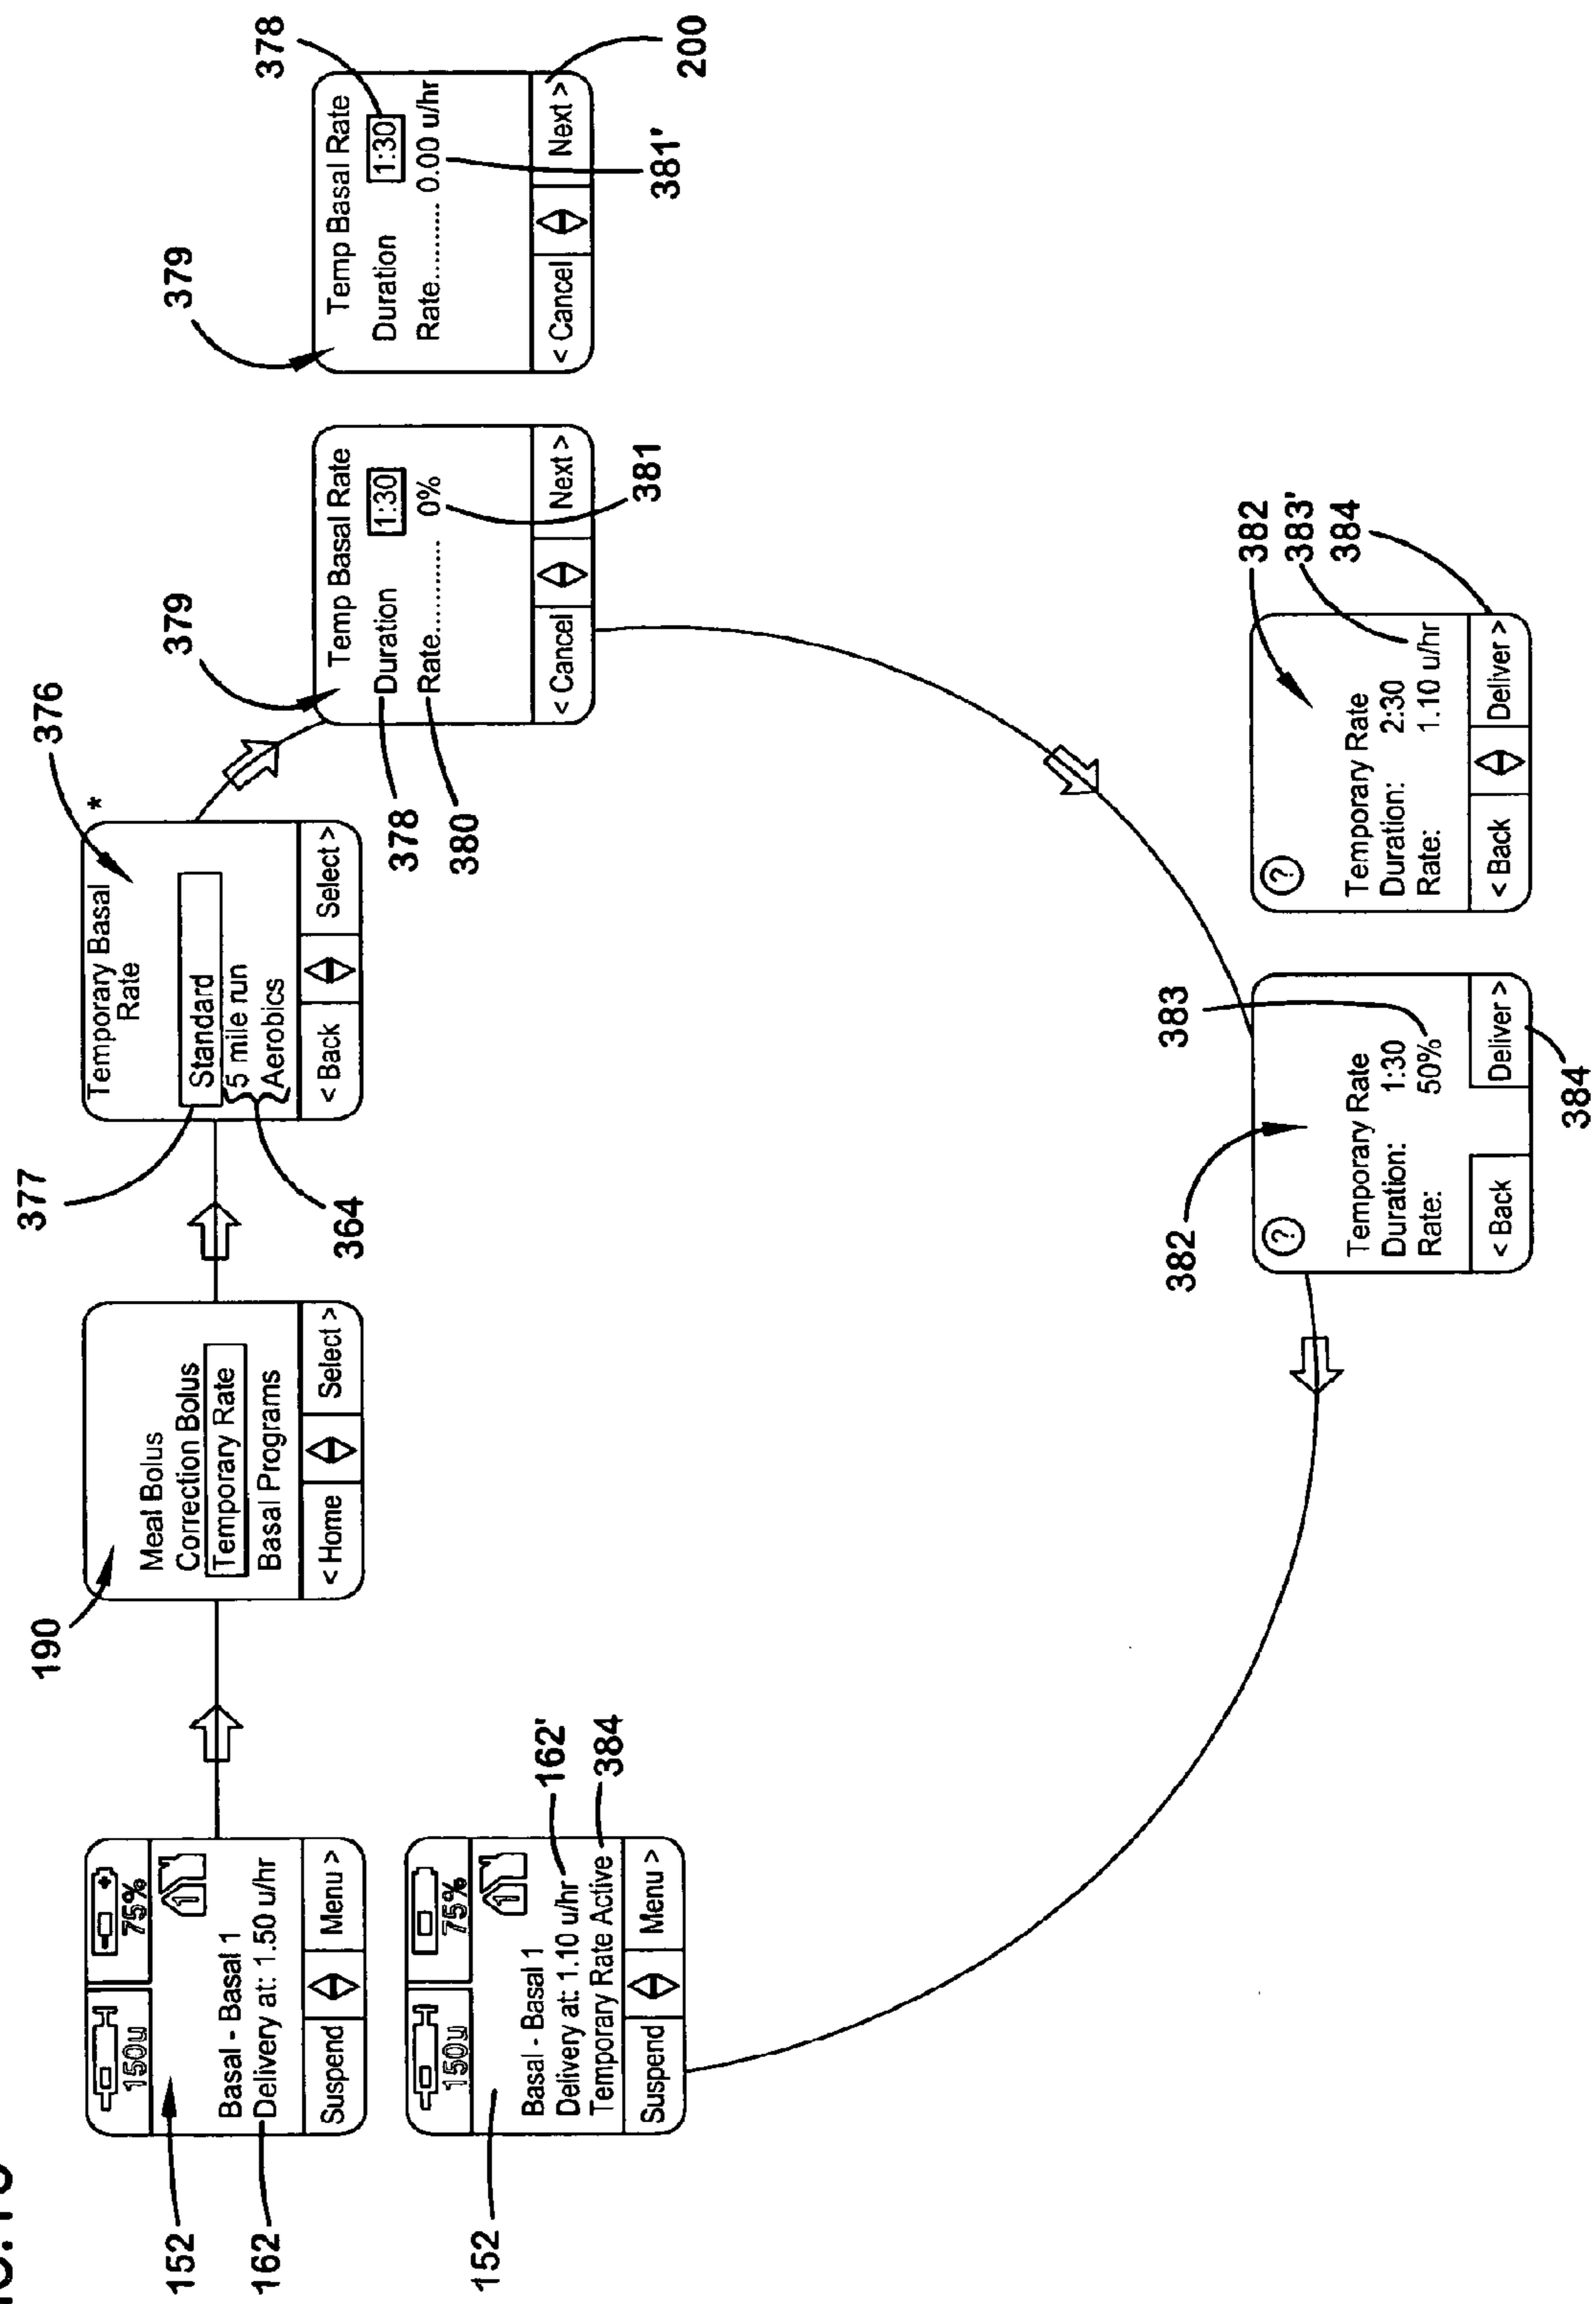 152
162
150u
75%
1
Basal - Basal 1
Delivery at: 1.50 u/hr
Suspend
Menu >
190
Meal Bolus
Correction Bolus
Temporary Rate
Basal Programs
< Home
Select >
377
364
376
*
Temporary Basal
Rate
Standard
5 mile run
Aerobics
< Back
Select >
379
378
380
Temp Basal Rate
Duration 1:30
Rate........... 0%
< Cancel
Next >
381
379
378
Temp Basal Rate
Duration 1:30
Rate.......... 0.00 u/hr
< Cancel
Next >
381'
200
152
150u
75%
1
Basal - Basal 1
Delivery at: 1.10 u/hr
Temporary Rate Active
Suspend
Menu >
162'
384
382
383
?
Temporary Rate
Duration: 1:30
Rate: 50%
< Back
Deliver >
384
382
383'
384
?
Temporary Rate
Duration: 2:30
Rate: 1.10 u/hr
< Back
Deliver >